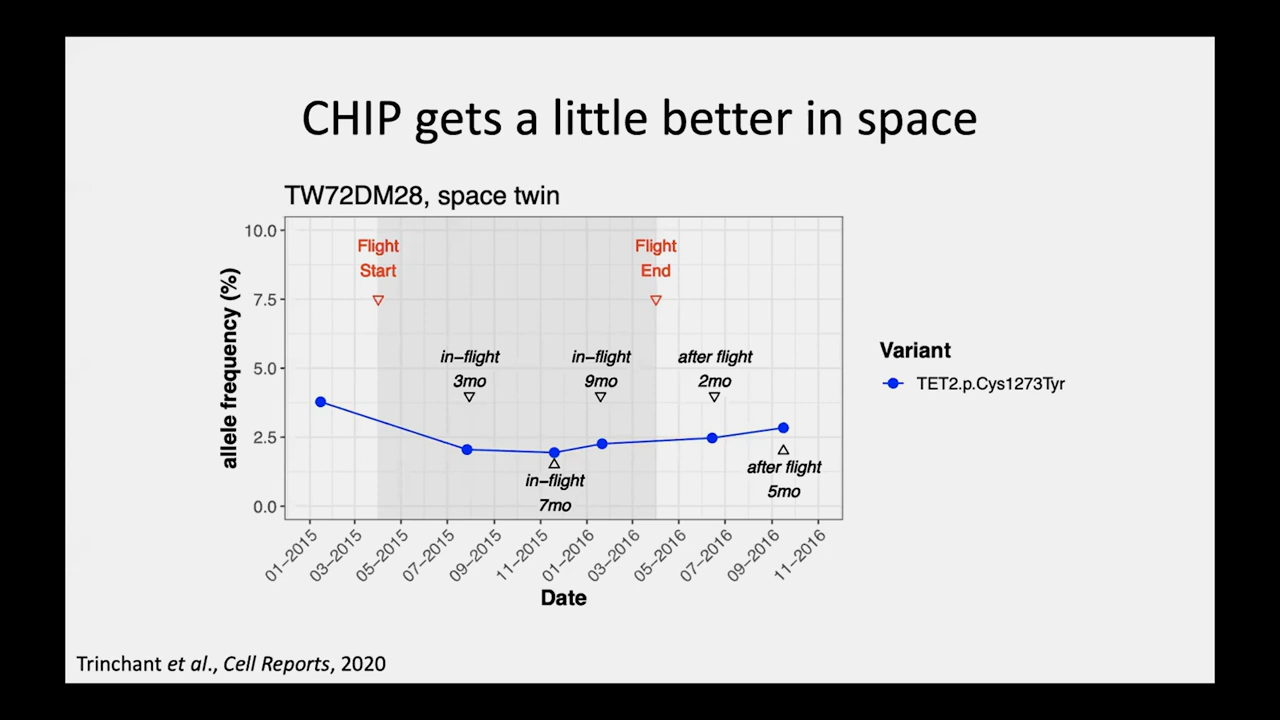 CHIP gets a little better in space
TW72DM28, space twin
allele frequency (%)
10.0
7.5
5.0
2.5
0.0
Flight
Start
Flight
End
in−flight
3mo
in−flight
9mo
after flight
2mo
in−flight
7mo
after flight
5mo
01−2015
03−2015
05−2015
07−2015
09−2015
11−2015
01−2016
03−2016
05−2016
07−2016
09−2016
11−2016
Date
Variant
TET2.p.Cys1273Tyr
Trinchant et al., Cell Reports, 2020